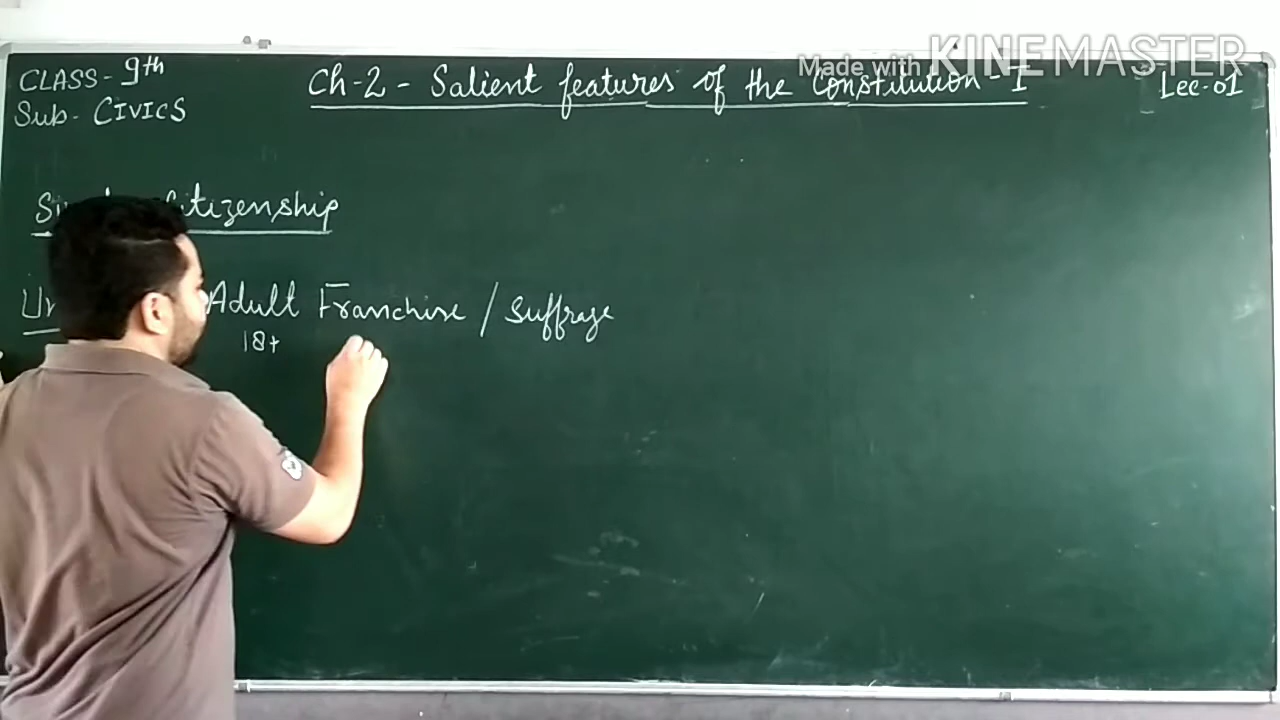 CLASS- 9th
Ch-2 - Salient features of the Constitution - I
Made with KINEMASTER
Lec-01
Sub- CIVICS
Citizenship
Adult Franchise / Suffrage
18+